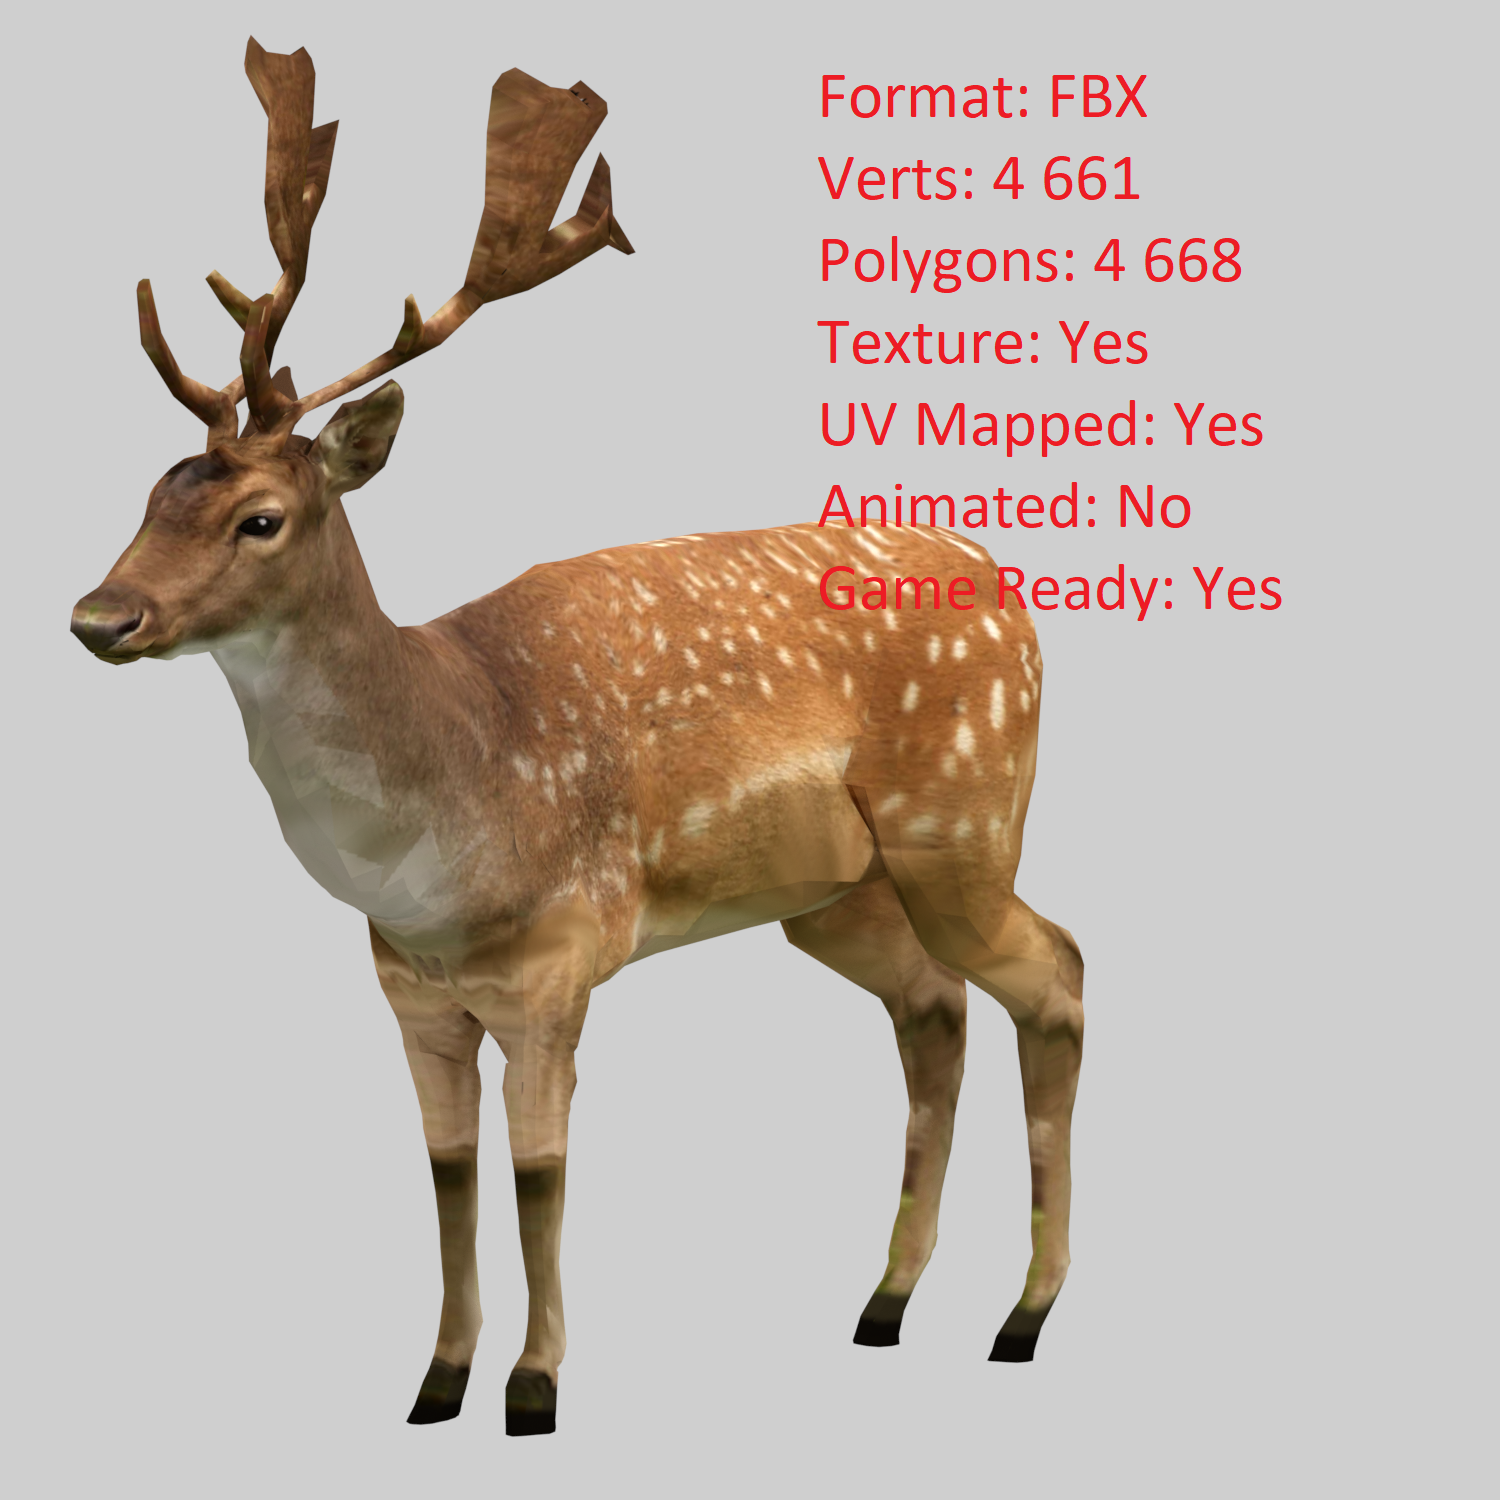 Format: FBX
Verts: 4 661
Polygons: 4 668
Texture: Yes
UV Mapped: Yes
Animated: No
Game Ready: Yes